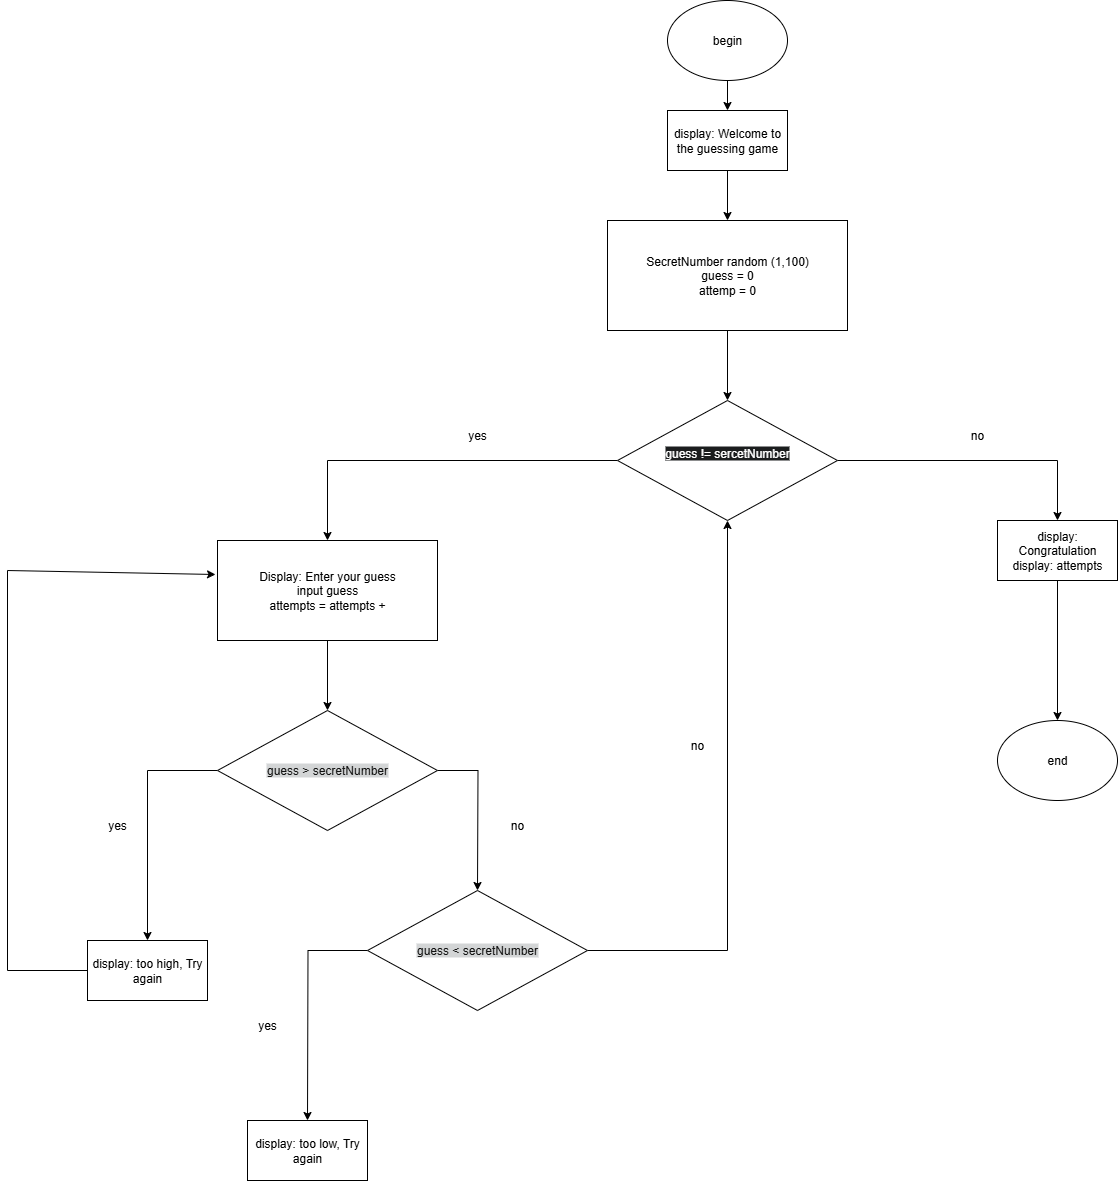 begin
display: Welcome to
the guessing game
SecretNumber random (1,100)
guess = 0
attemp = 0
yes
guess != sercetNumber
no
display:
Congratulation
display: attempts
Display: Enter your guess
input guess
attempts = attempts +
no
end
guess > secretNumber
yes
no
guess < secretNumber
display: too high, Try
again
yes
display: too low, Try
again